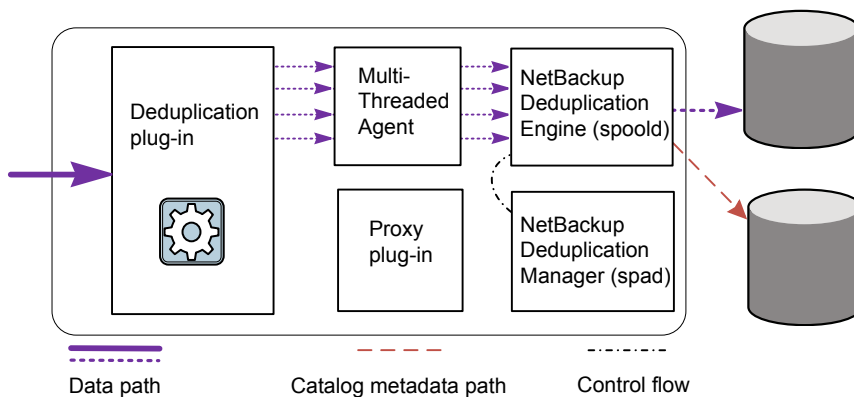 Deduplication
plug-in
Multi-
Threaded
Agent
NetBackup
Deduplication
Engine (spoold)
Proxy
plug-in
NetBackup
Deduplication
Manager (spad)
Data path
Catalog metadata path
Control flow